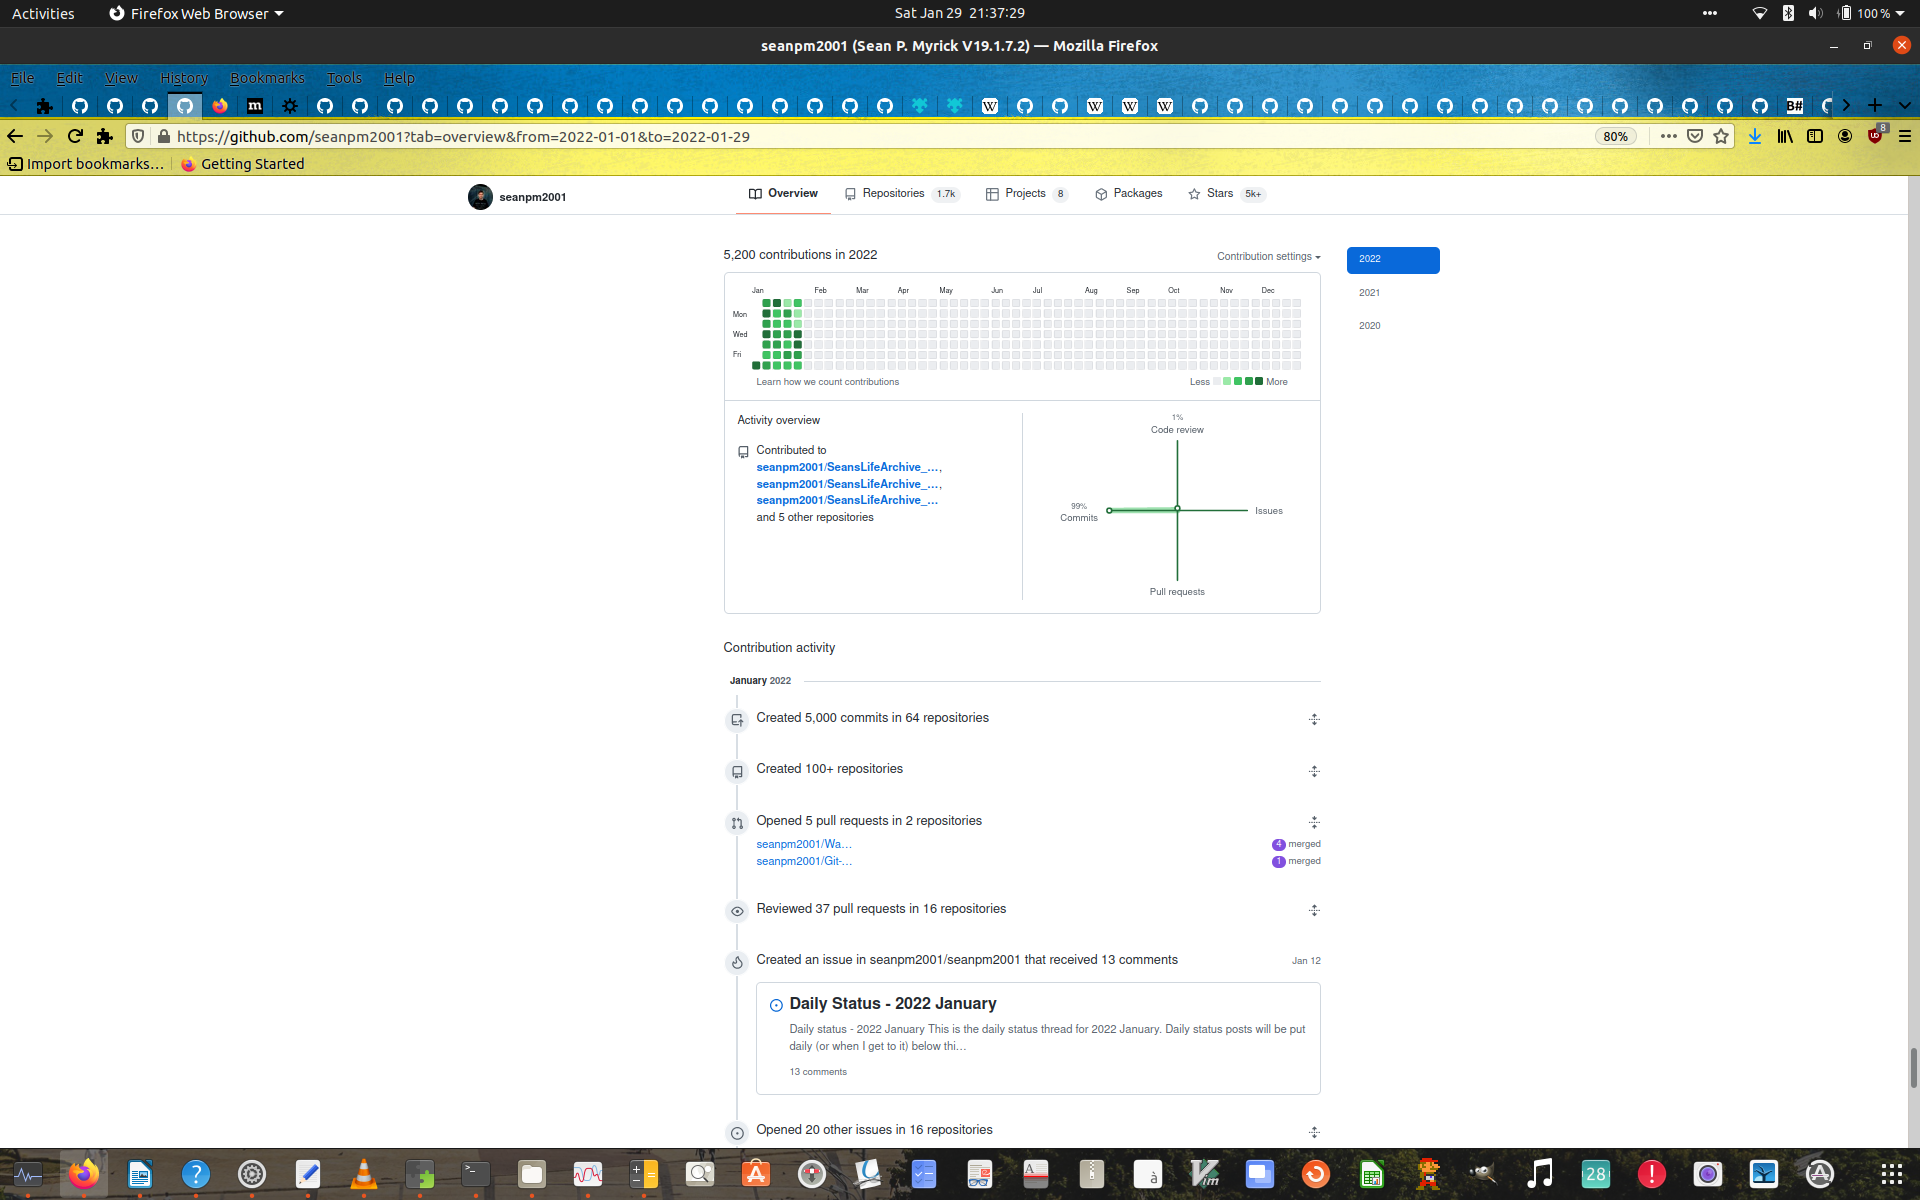 Activities
Firefox Web Browser
Sat Jan 29 21:37:29
100 %
seanpm2001 (Sean P. Myrick V19.1.7.2) — Mozilla Firefox
File Edit View History Bookmarks Tools Help
m
W
W
W
W
B#
https://github.com/seanpm2001?tab=overview&from=2022-01-01&to=2022-01-29
80%
8
Import bookmarks…
Getting Started
seanpm2001
Overview
Repositories 1.7k
Projects 8
Packages
Stars 5k+
5,200 contributions in 2022
Contribution settings
2022
2021
2020
Jan Feb Mar Apr May Jun Jul Aug Sep Oct Nov Dec
Mon
Wed
Fri
Learn how we count contributions
Less More
Activity overview
Contributed to
seanpm2001/SeansLifeArchive_…,
seanpm2001/SeansLifeArchive_…,
seanpm2001/SeansLifeArchive_…
and 5 other repositories
1%
Code review
99%
Commits
Issues
Pull requests
Contribution activity
January 2022
Created 5,000 commits in 64 repositories
Created 100+ repositories
Opened 5 pull requests in 2 repositories
seanpm2001/Wa…
4 merged
seanpm2001/Git-…
1 merged
Reviewed 37 pull requests in 16 repositories
Created an issue in seanpm2001/seanpm2001 that received 13 comments
Jan 12
Daily Status - 2022 January
Daily status - 2022 January This is the daily status thread for 2022 January. Daily status posts will be put
daily (or when I get to it) below thi…
13 comments
Opened 20 other issues in 16 repositories
28